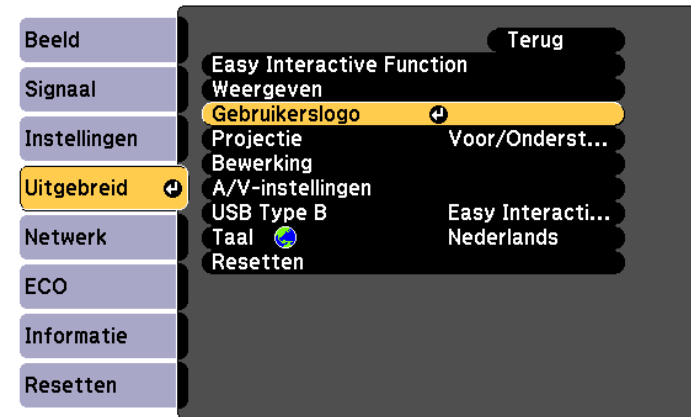 Beeld
Signaal
Instellingen
Uitgebreid
Netwerk
ECO
Informatie
Resetten
Terug
Easy Interactive Function
Weergeven
Gebruikerslogo
Projectie Voor/Onderst...
Bewerking
A/V-instellingen
USB Type B Easy Interacti...
Taal Nederlands
Resetten